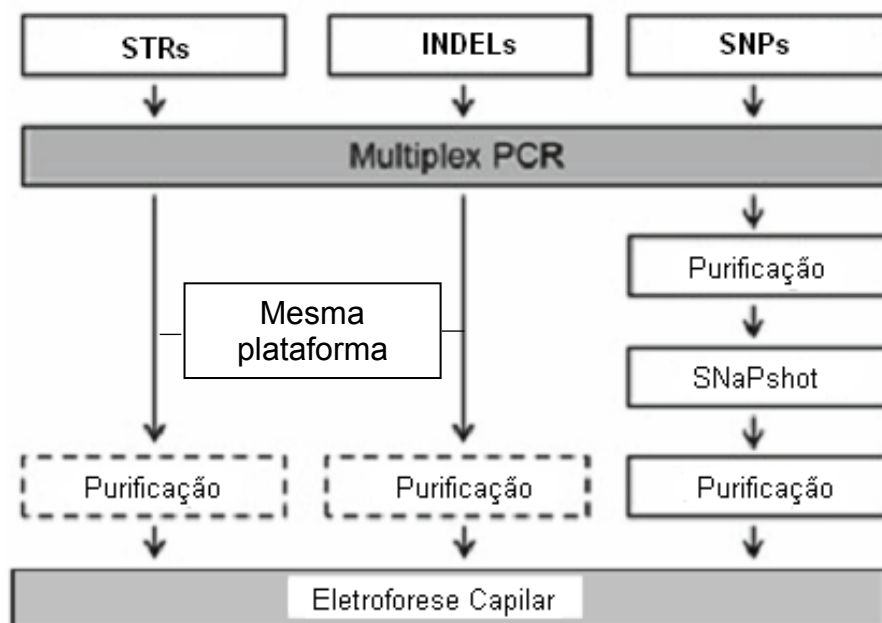 STRs
INDELs
SNPs
Multiplex PCR
Purificação
Mesma
plataforma
SNaPshot
Purificação
Purificação
Purificação
Eletroforese Capilar